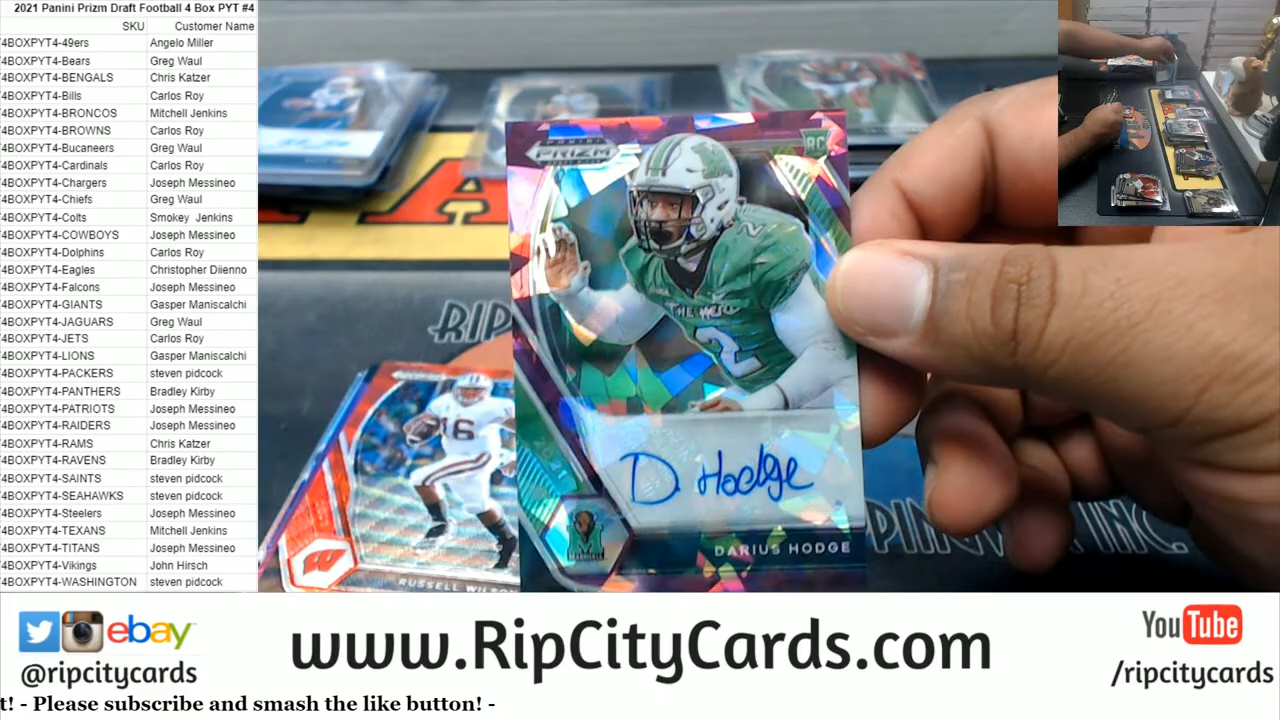 2021 Panini Prizm Draft Football 4 Box PYT #4
SKU Customer Name
4BOXPYT4-49ers Angelo Miller
4BOXPYT4-Bears Greg Waul
4BOXPYT4-BENGALS Chris Katzer
4BOXPYT4-Bills Carlos Roy
4BOXPYT4-BRONCOS Mitchell Jenkins
4BOXPYT4-BROWNS Carlos Roy
4BOXPYT4-Bucaneers Greg Waul
4BOXPYT4-Cardinals Carlos Roy
4BOXPYT4-Chargers Joseph Messineo
4BOXPYT4-Chiefs Greg Waul
4BOXPYT4-Colts Smokey Jenkins
4BOXPYT4-COWBOYS Joseph Messineo
4BOXPYT4-Dolphins Carlos Roy
4BOXPYT4-Eagles Christopher Diienno
4BOXPYT4-Falcons Joseph Messineo
4BOXPYT4-GIANTS Gasper Maniscalchi
4BOXPYT4-JAGUARS Greg Waul
4BOXPYT4-JETS Carlos Roy
4BOXPYT4-LIONS Gasper Maniscalchi
4BOXPYT4-PACKERS steven pidcock
4BOXPYT4-PANTHERS Bradley Kirby
4BOXPYT4-PATRIOTS Joseph Messineo
4BOXPYT4-RAIDERS Joseph Messineo
4BOXPYT4-RAMS Chris Katzer
4BOXPYT4-RAVENS Bradley Kirby
4BOXPYT4-SAINTS steven pidcock
4BOXPYT4-SEAHAWKS steven pidcock
4BOXPYT4-Steelers Joseph Messineo
4BOXPYT4-TEXANS Mitchell Jenkins
4BOXPYT4-TITANS Joseph Messineo
4BOXPYT4-Vikings John Hirsch
4BOXPYT4-WASHINGTON steven pidcock
PANINI
PRIZM
RC
THE HERD
2
2
D. Hodge
DARIUS HODGE
2021
RIP
16
W
RUSSELL WILSON
INC.
ebay
@ripcitycards
www.RipCityCards.com
YouTube
/ripcitycards
t! - Please subscribe and smash the like button! -